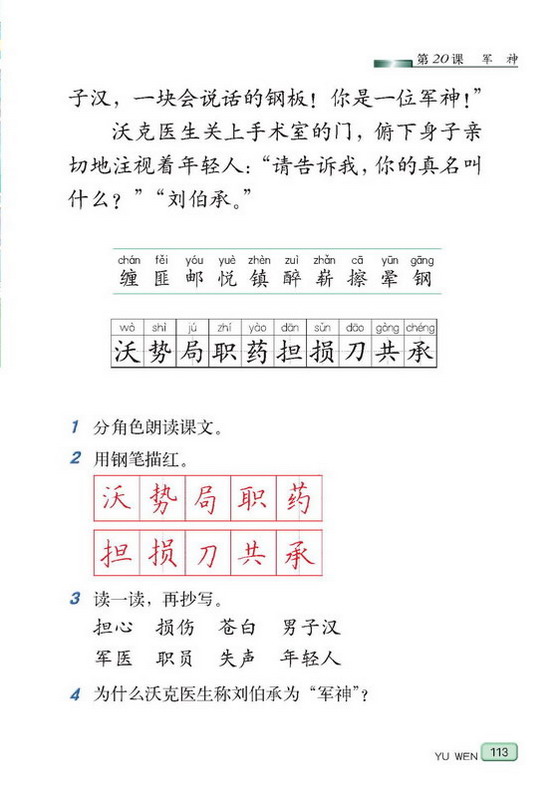 第20课 军 神
子汉，一块会说话的钢板！你是一位军神！”
沃克医生关上手术室的门，俯下身子亲
切地注视着年轻人：“请告诉我，你的真名叫
什么？”“刘伯承。”
chán fěi yóu yuè zhèn zuì zhǎn cā yūn gāng
缠 匪 邮 悦 镇 醉 崭 擦 晕 钢
wò shì jú zhí yào dān sǔn dāo gòng chéng
沃 势 局 职 药 担 损 刀 共 承
1 分角色朗读课文。
2 用钢笔描红。
沃 势 局 职 药
担 损 刀 共 承
3 读一读，再抄写。
担心 损伤 苍白 男子汉
军医 职员 失声 年轻人
4 为什么沃克医生称刘伯承为“军神”？
YU WEN 113